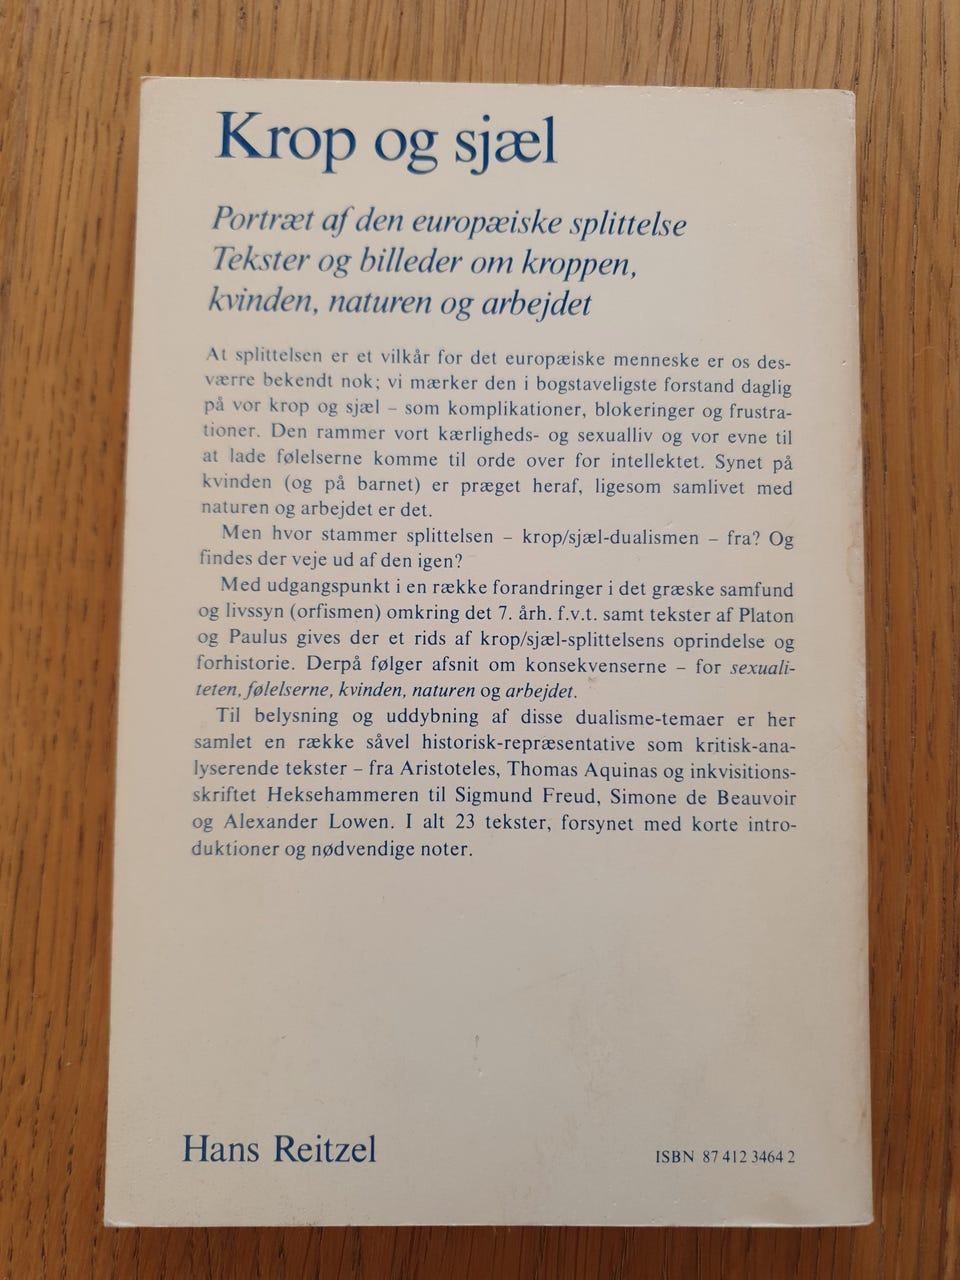 Krop og sjæl
Portræt af den europæiske splittelse
Tekster og billeder om kroppen,
kvinden, naturen og arbejdet
At splittelsen er et vilkår for det europæiske menneske er os des-
værre bekendt nok; vi mærker den i bogstaveligste forstand daglig
på vor krop og sjæl – som komplikationer, blokeringer og frustra-
tioner. Den rammer vort kærligheds- og sexualliv og vor evne til
at lade følelserne komme til orde over for intellektet. Synet på
kvinden (og på barnet) er præget heraf, ligesom samlivet med
naturen og arbejdet er det.
Men hvor stammer splittelsen – krop/sjæl-dualismen – fra? Og
findes der veje ud af den igen?
Med udgangspunkt i en række forandringer i det græske samfund
og livssyn (orfismen) omkring det 7. årh. f.v.t. samt tekster af Platon
og Paulus gives der et rids af krop/sjæl-splittelsens oprindelse og
forhistorie. Derpå følger afsnit om konsekvenserne – for sexuali-
teten, følelserne, kvinden, naturen og arbejdet.
Til belysning og uddybning af disse dualisme-temaer er her
samlet en række såvel historisk-repræsentative som kritisk-ana-
lyserende tekster – fra Aristoteles, Thomas Aquinas og inkvisitions-
skriftet Heksehammeren til Sigmund Freud, Simone de Beauvoir
og Alexander Lowen. I alt 23 tekster, forsynet med korte intro-
duktioner og nødvendige noter.
Hans Reitzel
ISBN 87 412 3464 2